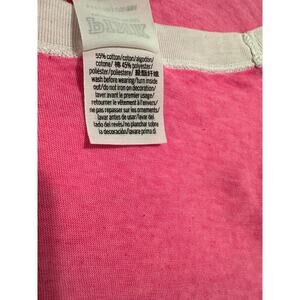 PINK
55% cotton/coton/algodón/
cotone/棉 45% polyester/
poliéster/poliestere/聚酯纤维
wash before wearing/turn inside
out/do not iron on decoration/
laver avant le premier usage/
retourner le vêtement à l'envers/
ne pas repasser sur les ornements/
lavar antes de usar/lavar del
lado del revés/no planchar sobre
la decoración/lavare prima di